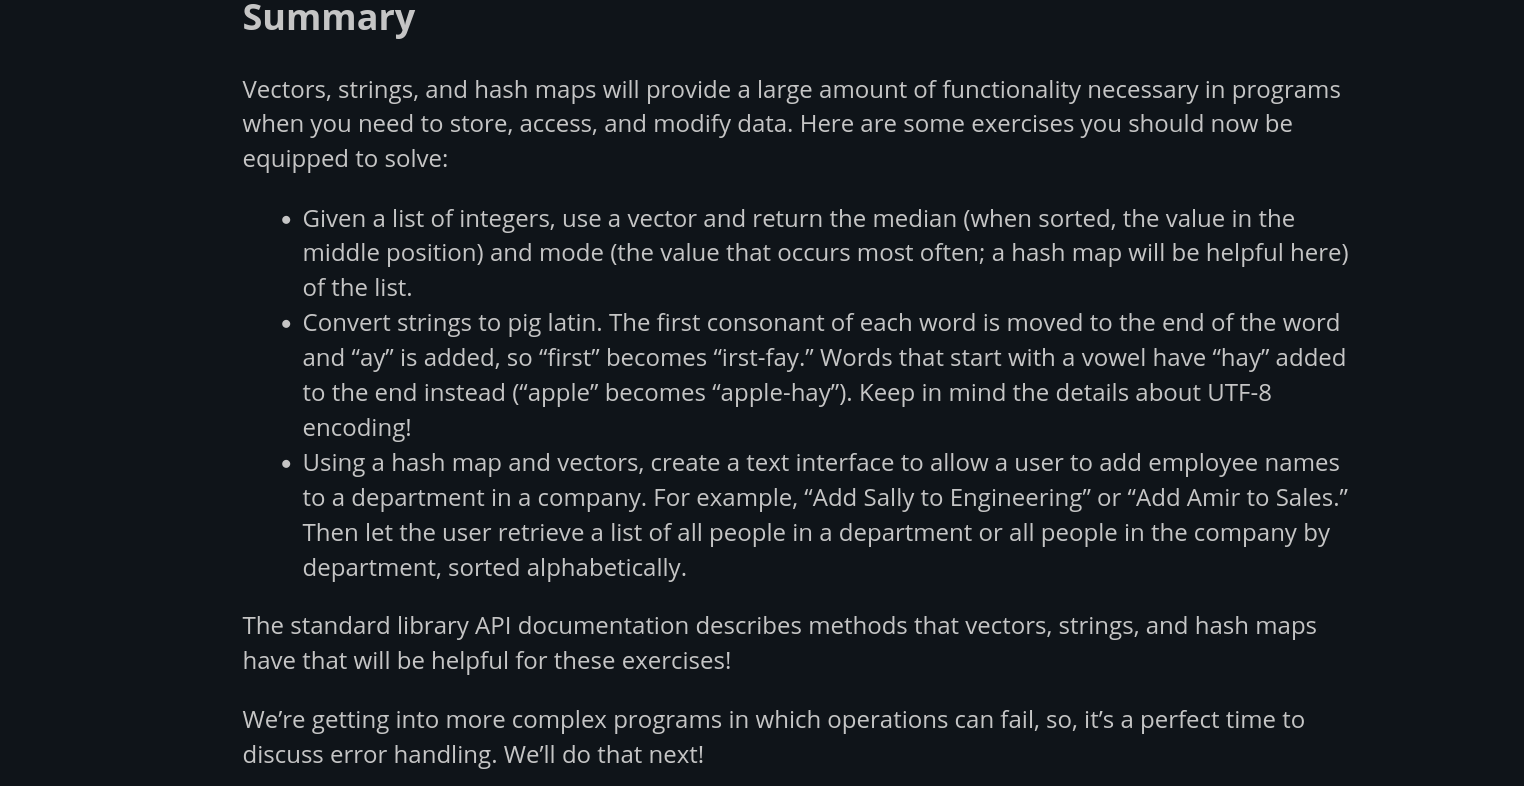 Summary
Vectors, strings, and hash maps will provide a large amount of functionality necessary in programs
when you need to store, access, and modify data. Here are some exercises you should now be
equipped to solve:
• Given a list of integers, use a vector and return the median (when sorted, the value in the
middle position) and mode (the value that occurs most often; a hash map will be helpful here)
of the list.
• Convert strings to pig latin. The first consonant of each word is moved to the end of the word
and “ay” is added, so “first” becomes “irst-fay.” Words that start with a vowel have “hay” added
to the end instead (“apple” becomes “apple-hay”). Keep in mind the details about UTF-8
encoding!
• Using a hash map and vectors, create a text interface to allow a user to add employee names
to a department in a company. For example, “Add Sally to Engineering” or “Add Amir to Sales.”
Then let the user retrieve a list of all people in a department or all people in the company by
department, sorted alphabetically.
The standard library API documentation describes methods that vectors, strings, and hash maps
have that will be helpful for these exercises!
We’re getting into more complex programs in which operations can fail, so, it’s a perfect time to
discuss error handling. We’ll do that next!